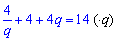 4/q + 4 + 4q = 14 (·q)